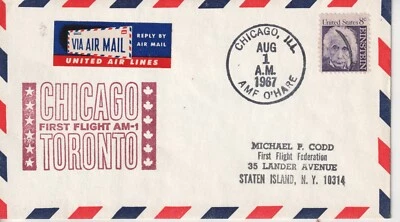 VIA AIR MAIL
REPLY BY
AIR MAIL
UNITED AIR LINES
CHICAGO, ILL
AUG
1
A.M.
1967
AMF O'HARE
United States 8c
EINSTEIN
CHICAGO
FIRST FLIGHT AM-1
TORONTO
MICHAEL P. CODD
First Flight Federation
35 LANDER AVENUE
STATEN ISLAND, N. Y. 10314